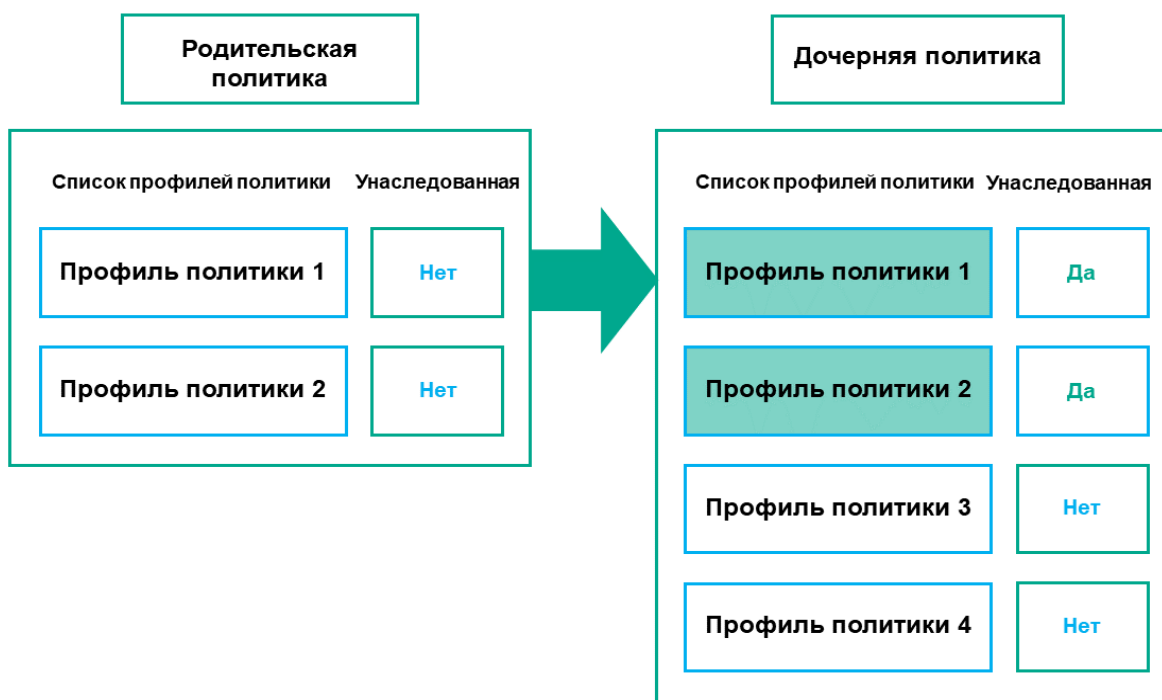 Родительская
политика
Дочерняя политика
Список профилей политики Унаследованная
Профиль политики 1 Нет
Профиль политики 2 Нет
Список профилей политики Унаследованная
Профиль политики 1 Да
Профиль политики 2 Да
Профиль политики 3 Нет
Профиль политики 4 Нет